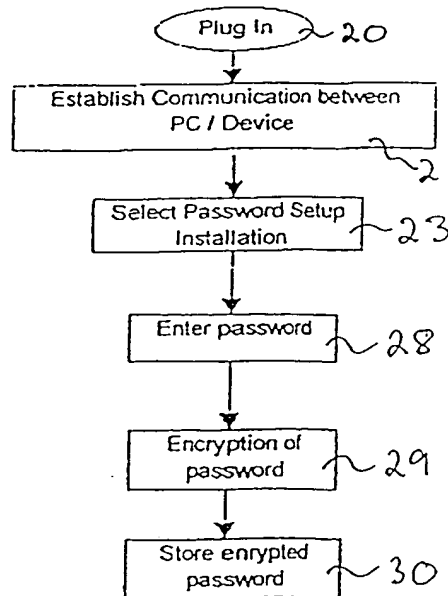 Plug In 20
Establish Communication between
PC / Device
2
Select Password Setup
Installation 23
Enter password 28
Encryption of
password 29
Store enrypted
password 30